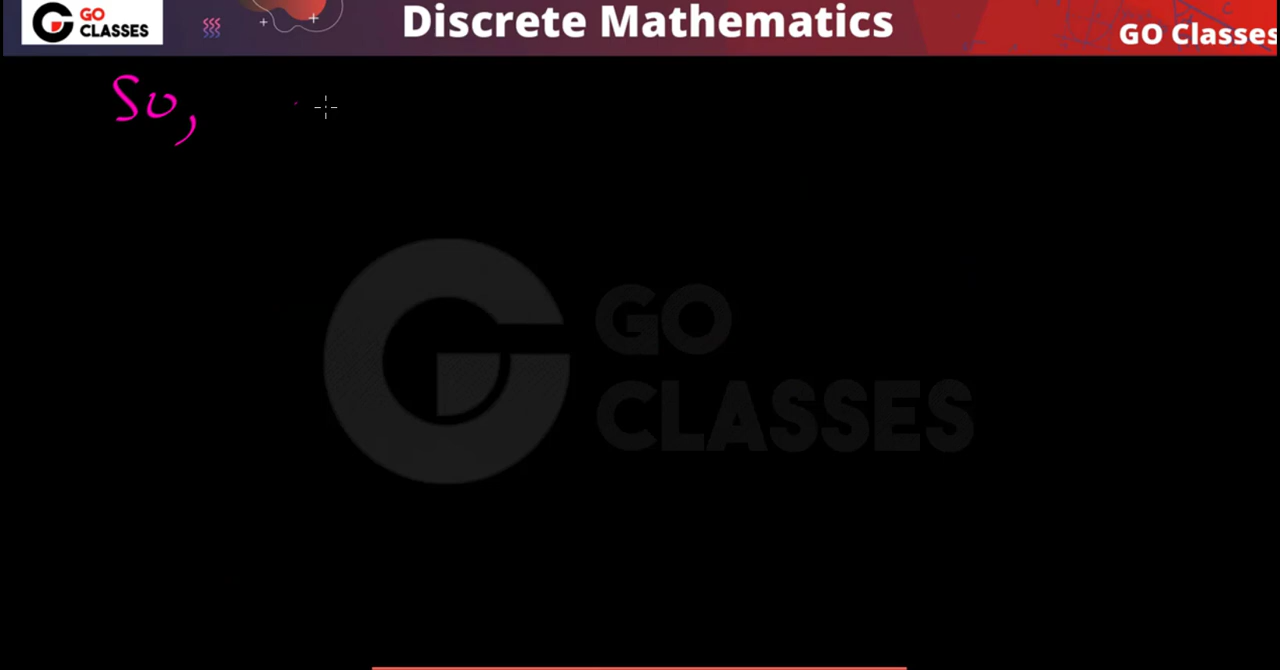 GO
CLASSES
Discrete Mathematics
GO Classes
So,
GO
CLASSES